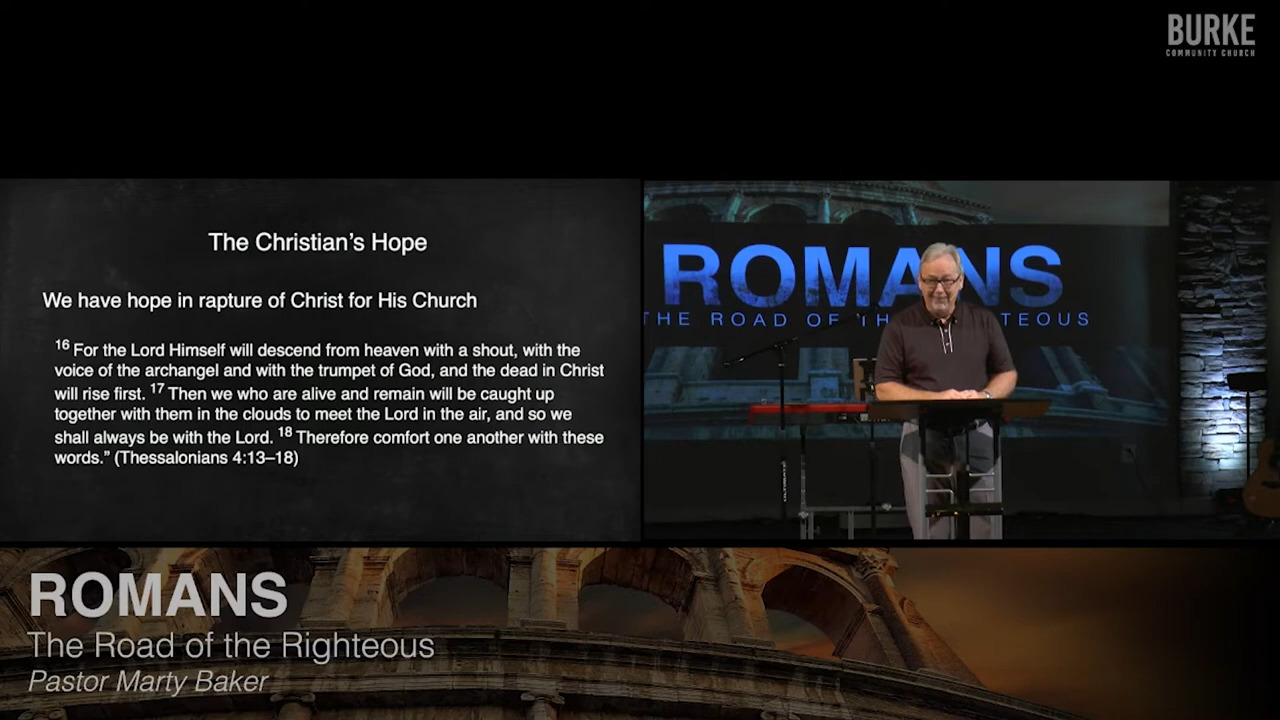 BURKE
COMMUNITY CHURCH
The Christian’s Hope
We have hope in rapture of Christ for His Church
16 For the Lord Himself will descend from heaven with a shout, with the
voice of the archangel and with the trumpet of God, and the dead in Christ
will rise first. 17 Then we who are alive and remain will be caught up
together with them in the clouds to meet the Lord in the air, and so we
shall always be with the Lord. 18 Therefore comfort one another with these
words.” (Thessalonians 4:13–18)
ROMANS
THE ROAD OF TH TEOUS
ROMANS
The Road of the Righteous
Pastor Marty Baker